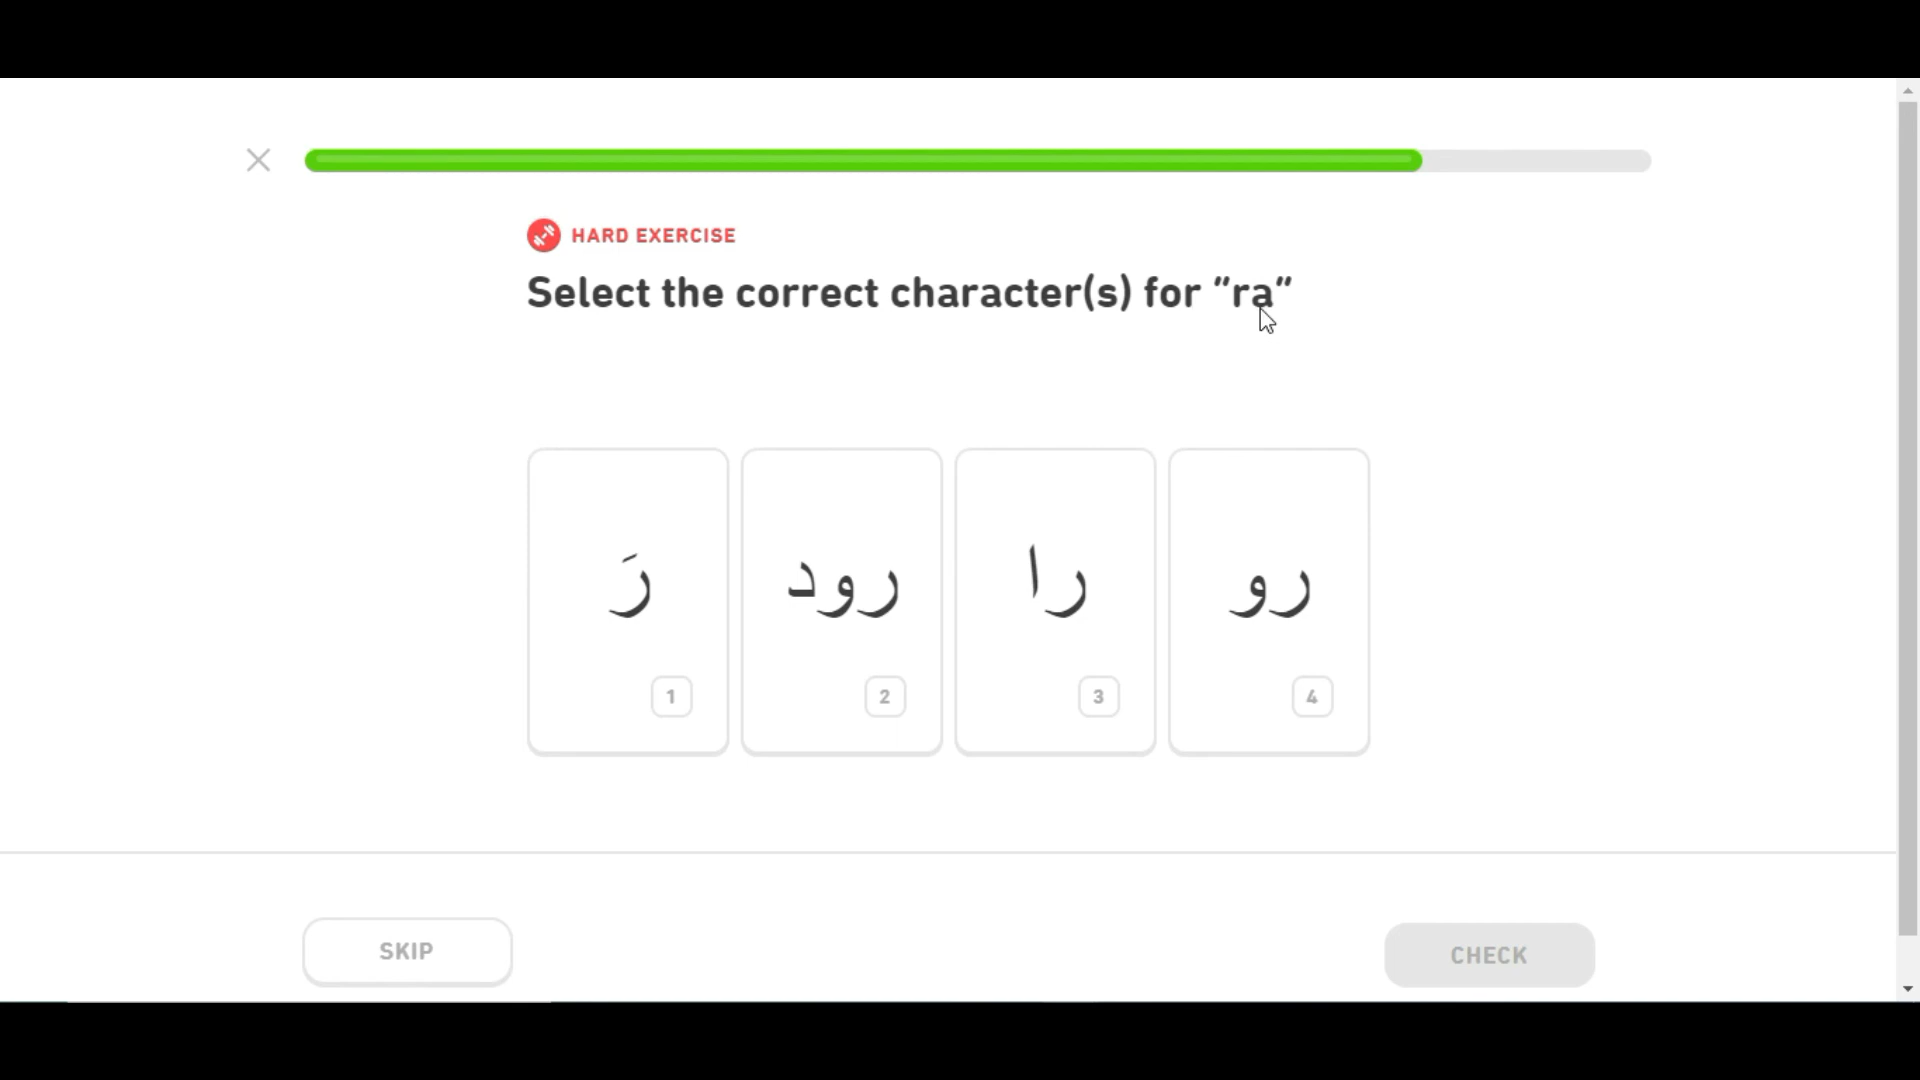 HARD EXERCISE
Select the correct character(s) for "ra"
رَ
رود
را
رو
1
2
3
4
SKIP
CHECK